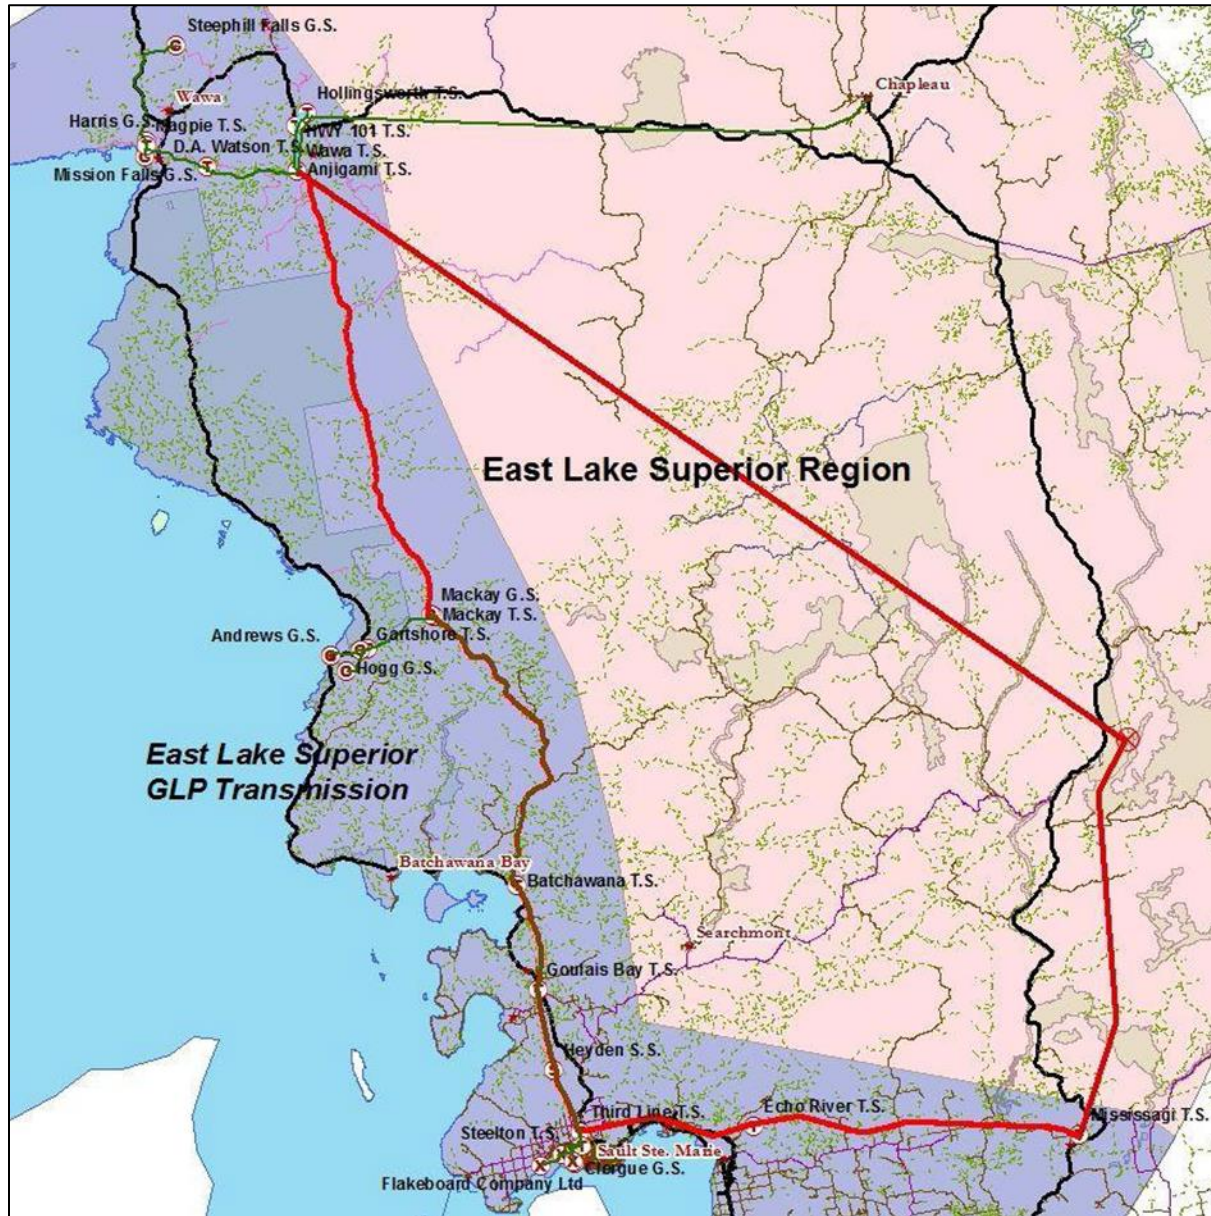 Steephill Falls G.S.
Wawa
Chapleau
Hollingsworth T.S.
Harris G.S.
Magpie T.S.
HWY 101 T.S.
D.A. Watson T.S.
Wawa T.S.
Mission Falls G.S.
Anjigami T.S.
East Lake Superior Region
Mackay G.S.
Mackay T.S.
Andrews G.S.
Gartshore T.S.
Hogg G.S.
East Lake Superior
GLP Transmission
Batchawana Bay
Batchawana T.S.
Searchmont
Goulais Bay T.S.
Heyden S.S.
Third Line T.S.
Echo River T.S.
Mississagi T.S.
Steelton T.S.
Sault Ste. Marie
Clergue G.S.
Flakeboard Company Ltd